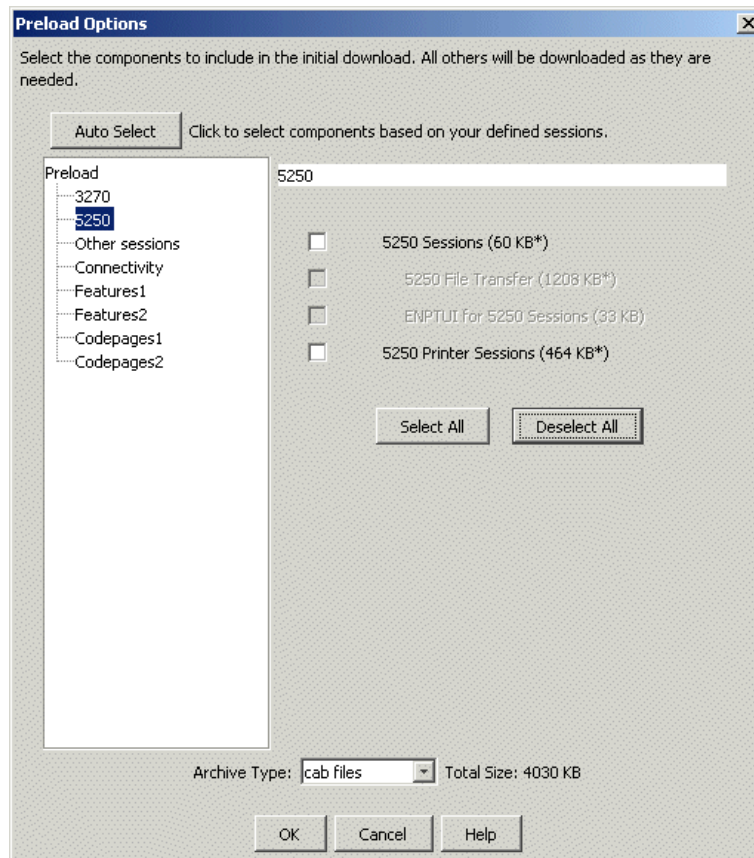 Preload Options
Select the components to include in the initial download. All others will be downloaded as they are
needed.
Auto Select
Click to select components based on your defined sessions.
Preload
3270
5250
Other sessions
Connectivity
Features1
Features2
Codepages1
Codepages2
5250
5250 Sessions (60 KB*)
5250 File Transfer (1208 KB*)
ENPTUI for 5250 Sessions (33 KB)
5250 Printer Sessions (464 KB*)
Select All
Deselect All
Archive Type: cab files Total Size: 4030 KB
OK Cancel Help